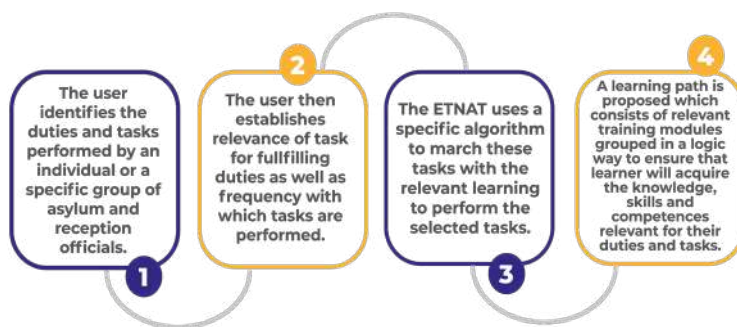 The user
identifies the
duties and tasks
performed by an
individual or a
specific group of
asylum and
reception
officials.
1
2
The user then
establishes
relevance of task
for fullfilling
duties as well as
frequency with
which tasks are
performed.
The ETNAT uses a
specific algorithm
to march these
tasks with the
relevant learning
to perform the
selected tasks.
3
4
A learning path is
proposed which
consists of relevant
training modules
grouped in a logic
way to ensure that
learner will acquire
the knowledge,
skills and
competences
relevant for their
duties and tasks.